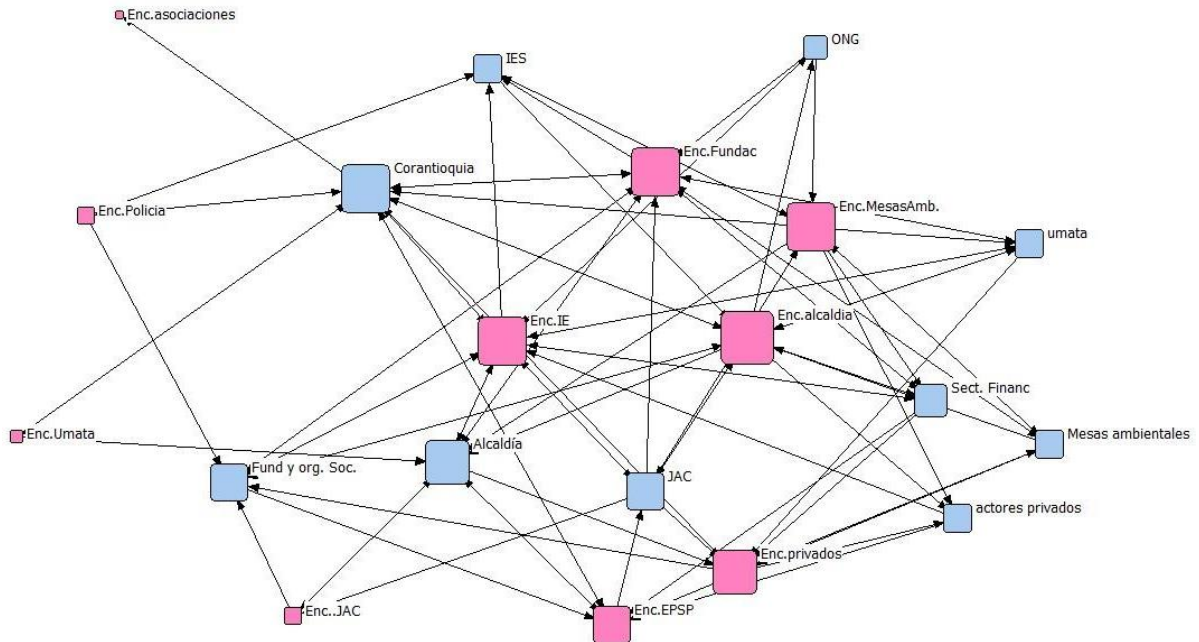 Enc.asociaciones
ONG
IES
Enc.Fundac
Corantioquia
Enc.MesasAmb.
Enc.Policia
umata
Enc.alcaldia
Enc.IE
Sect. Financ
Enc.Umata
Mesas ambientales
Alcaldía
Fund y org. Soc.
JAC
actores privados
Enc.privados
Enc..JAC
Enc.EPSP